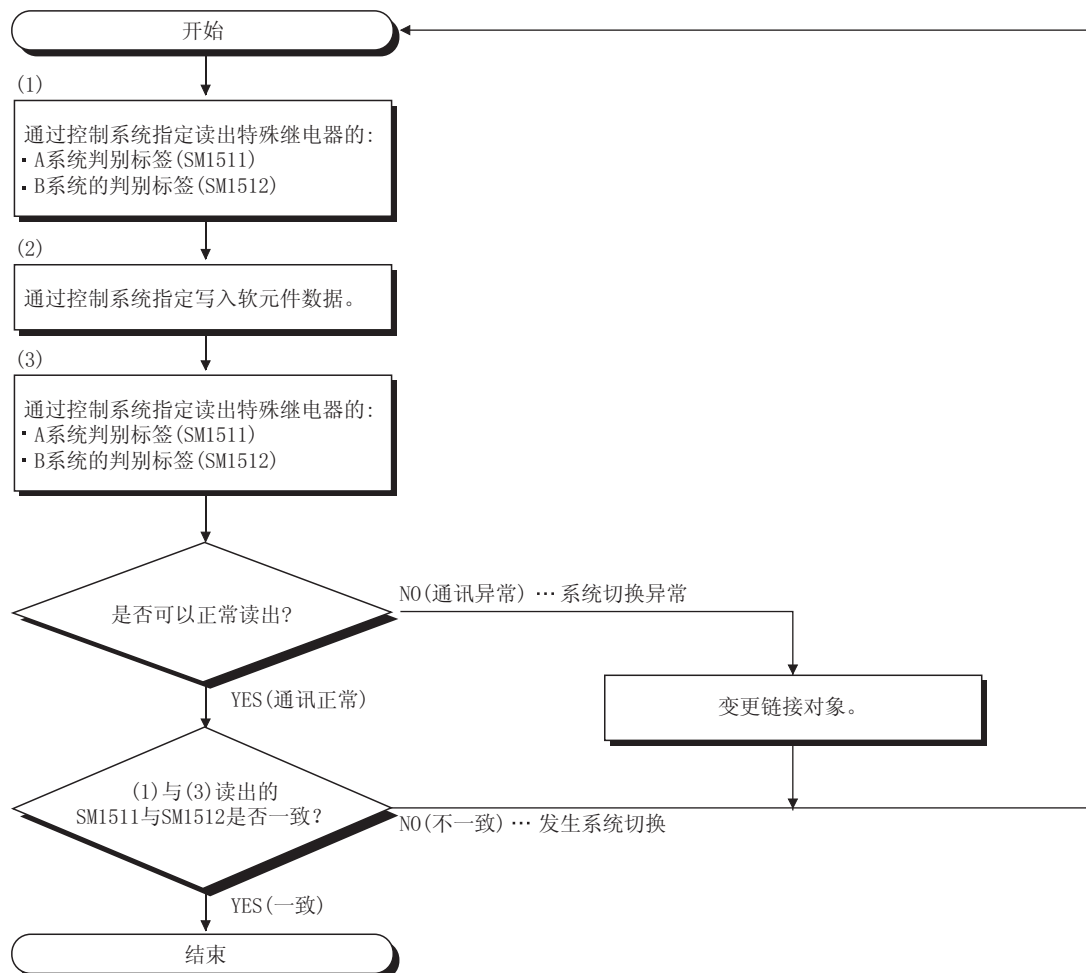 开始
(1)
通过控制系统指定读出特殊继电器的:
▪ A系统判别标签(SM1511)
▪ B系统的判别标签(SM1512)
(2)
通过控制系统指定写入软元件数据。
(3)
通过控制系统指定读出特殊继电器的:
▪ A系统判别标签(SM1511)
▪ B系统的判别标签(SM1512)
是否可以正常读出?
NO(通讯异常) … 系统切换异常
YES(通讯正常)
变更链接对象。
(1)与(3)读出的
SM1511与SM1512是否一致?
NO(不一致) … 发生系统切换
YES(一致)
结束